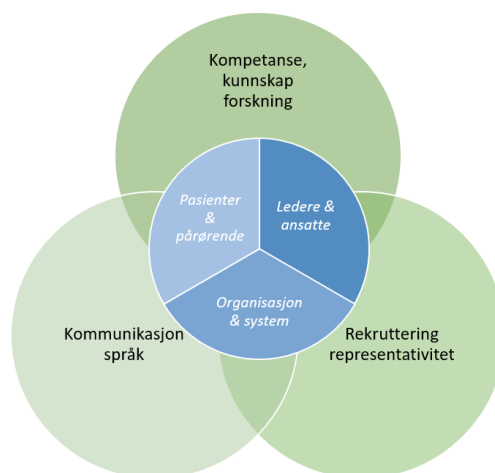 Kompetanse,
kunnskap
forskning
Pasienter
&
pårørende
Ledere &
ansatte
Organisasjon
& system
Kommunikasjon
språk
Rekruttering
representativitet